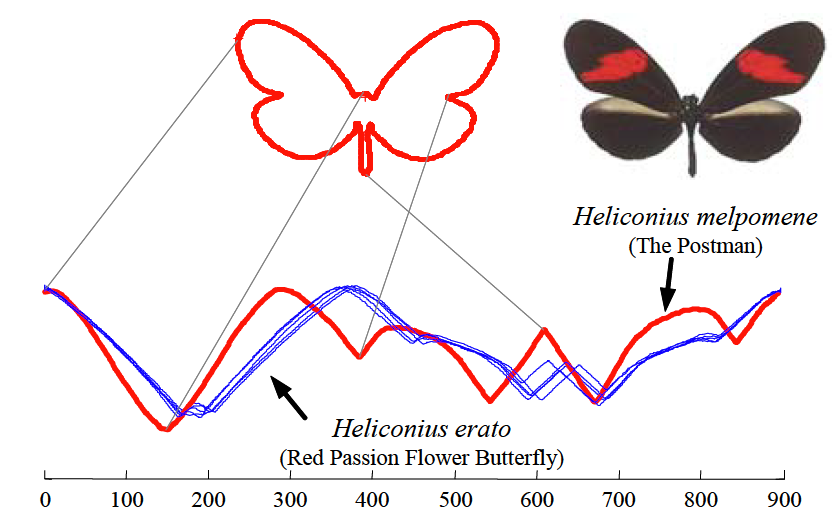 Heliconius melpomene
(The Postman)
Heliconius erato
(Red Passion Flower Butterfly)
0 100 200 300 400 500 600 700 800 900